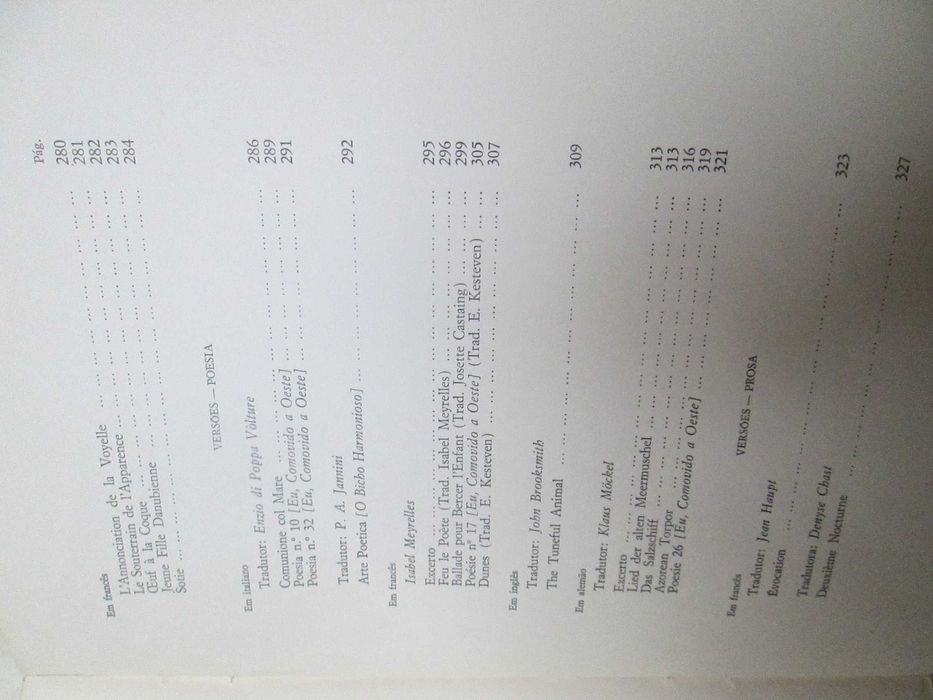 Pág.
Em francês
L'Annociation de la Voyelle ... ... ... ... ... ... ... 280
Le Souterrain de l'Apparence ... ... ... ... ... ... ... 281
Œuf à la Coque ... ... ... ... ... ... ... ... ... 282
Jeune Fille Danubienne ... ... ... ... ... ... ... ... 283
Soie ... ... ... ... ... ... ... ... ... ... ... 284
VERSÕES — POESIA
Em italiano
Tradutor: Enzio di Poppa Vòlture
Comunione col Mare ... ... ... ... ... ... ... ... 286
Poesia n.º 10 [Eu, Comovido a Oeste] ... ... ... ... ... 289
Poesia n.º 32 [Eu, Comovido a Oeste] ... ... ... ... ... 291
Tradutor: P. A. Jannini
Arte Poetica [O Bicho Harmonioso] ... ... ... ... ... ... 292
Em francês
Isabel Meyrelles
Excerto ... ... ... ... ... ... ... ... ... ... 295
Feu le Poète (Trad. Isabel Meyrelles) ... ... ... ... ... 296
Ballade pour Bercer l'Enfant (Trad. Josette Castaing) ... ... ... 299
Poésie n.º 17 [Eu, Comovido a Oeste] (Trad. E. Kesteven) ... ... 305
Dunes (Trad. E. Kesteven) ... ... ... ... ... ... ... 307
Em inglês
Tradutor: John Brooksmith
The Tuneful Animal ... ... ... ... ... ... ... ... 309
Em alemão
Tradutor: Klaus Möckel
Excerto ... ... ... ... ... ... ... ... ... ... 313
Lied der alten Meermuschel ... ... ... ... ... ... ... 313
Das Salzschiff ... ... ... ... ... ... ... ... ... 316
Azorean Torpor ... ... ... ... ... ... ... ... ... 319
Poesie 26 [Eu, Comovido a Oeste] ... ... ... ... ... ... 321
VERSÕES — PROSA
Em francês
Tradutor: Jean Haupt
Évocation ... ... ... ... ... ... ... ... ... ... 323
Tradutora: Denyse Chast
Deuxième Nocturne ... ... ... ... ... ... ... ... 327